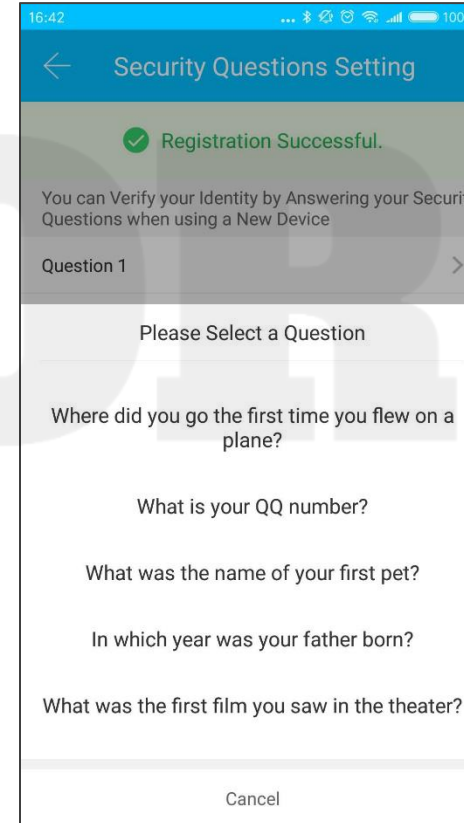 16:42 ... 100
Security Questions Setting
Registration Successful.
You can Verify your Identity by Answering your Securit
Questions when using a New Device
Question 1
Please Select a Question
Where did you go the first time you flew on a
plane?
What is your QQ number?
What was the name of your first pet?
In which year was your father born?
What was the first film you saw in the theater?
Cancel